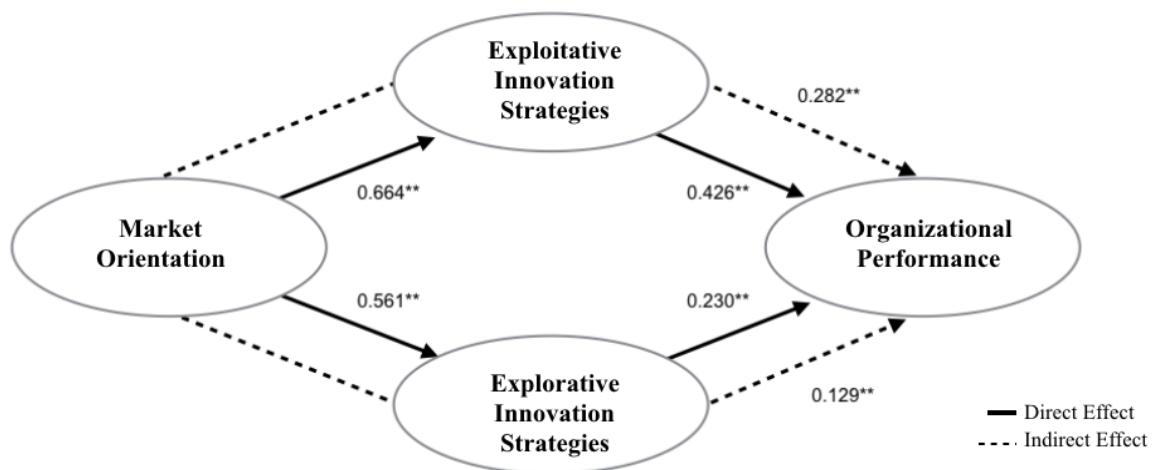 Exploitative
Innovation
Strategies
0.282**
0.664**
0.426**
Market
Orientation
Organizational
Performance
0.561**
0.230**
Explorative
Innovation
Strategies
0.129**
Direct Effect
Indirect Effect